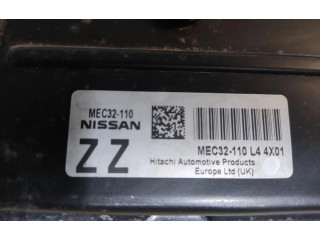 MEC32-110
NISSAN
ZZ
MEC32-110 L4 4X01
Hitachi Automotive Products
Europe Ltd (UK)